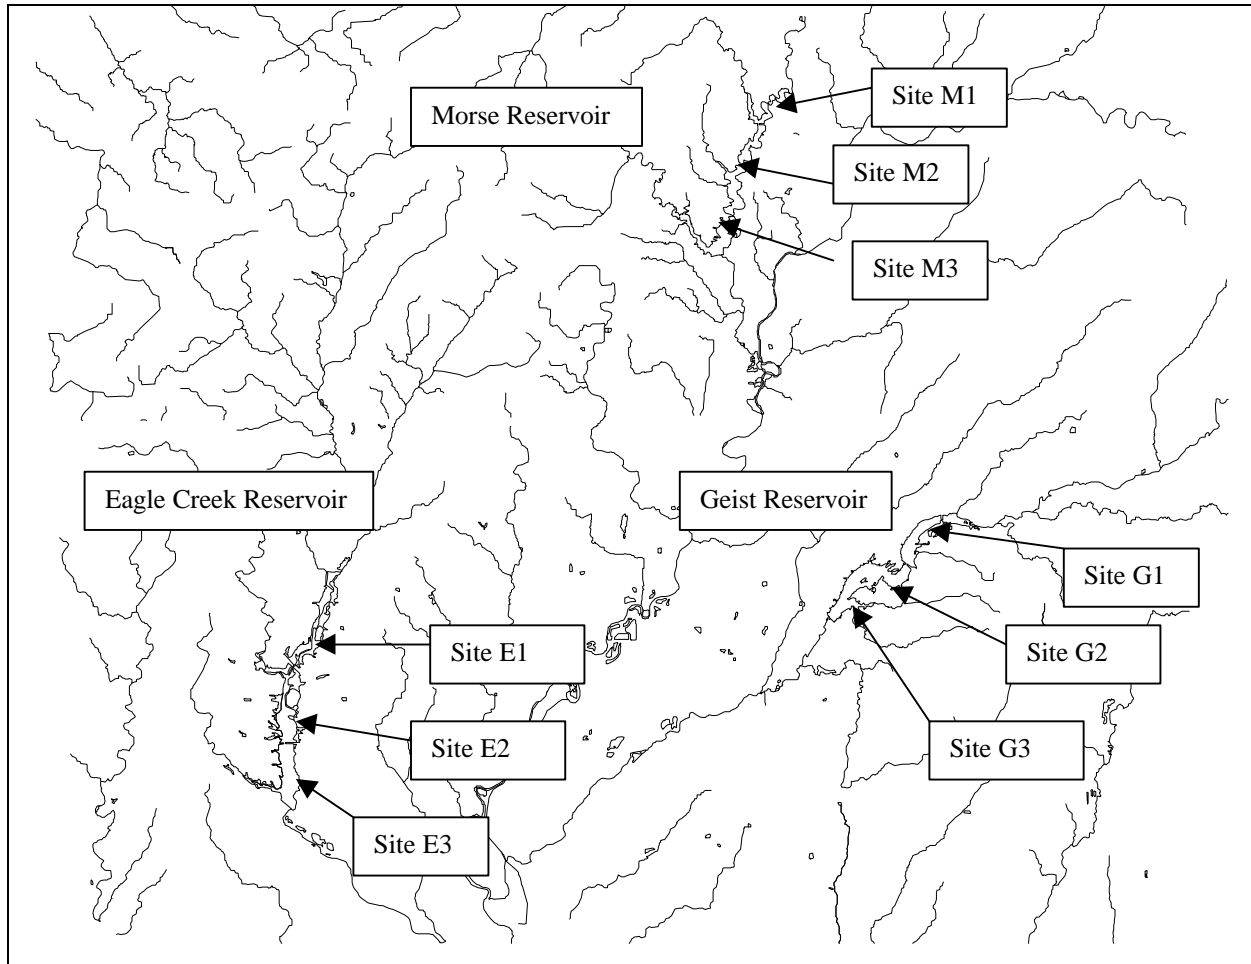 Morse Reservoir
Site M1
Site M2
Site M3
Eagle Creek Reservoir
Geist Reservoir
Site G1
Site E1
Site G2
Site E2
Site G3
Site E3